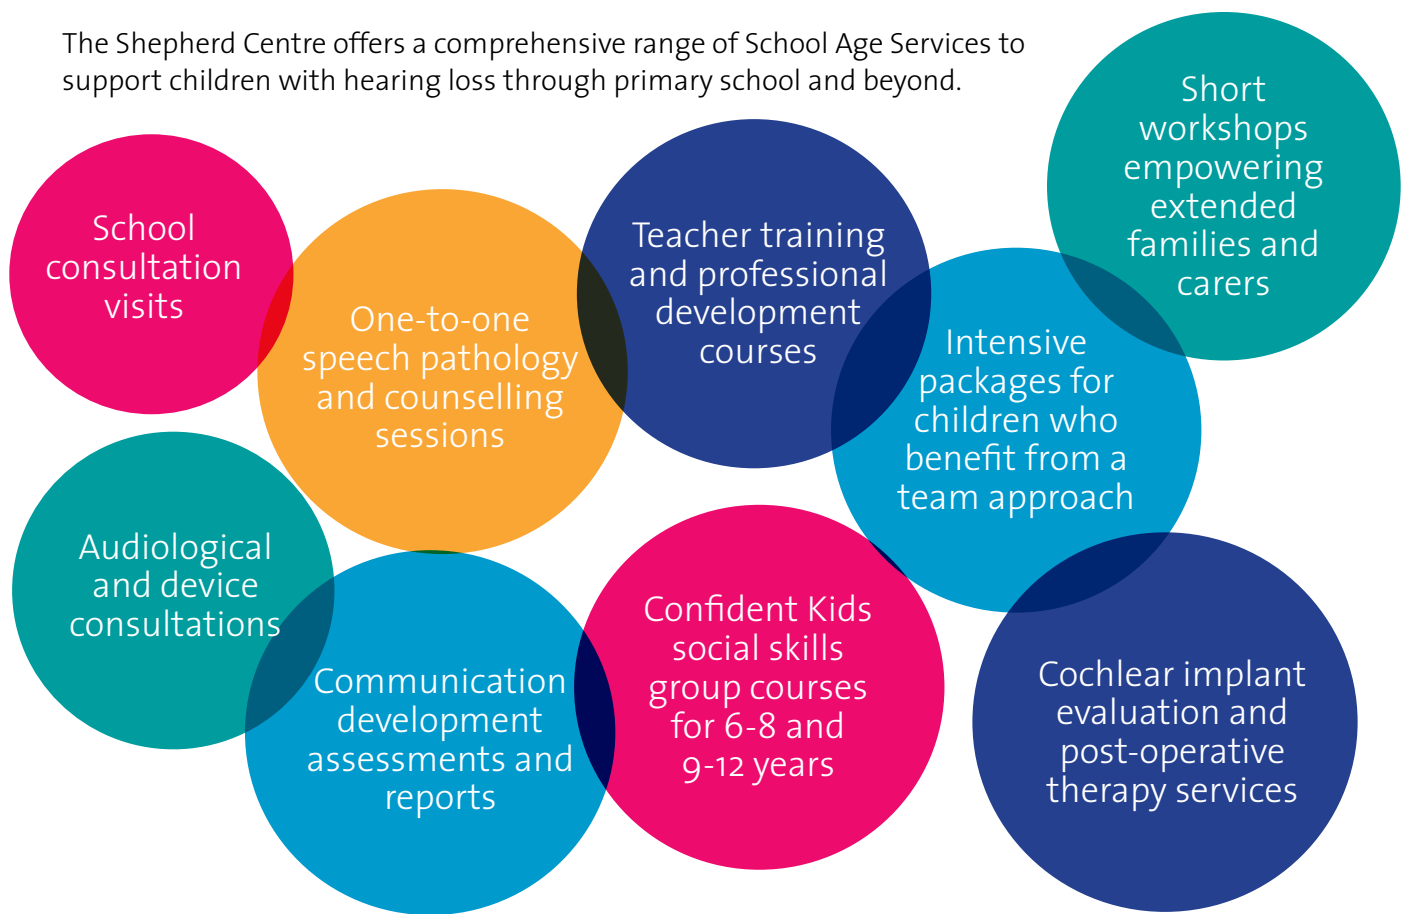 The Shepherd Centre offers a comprehensive range of School Age Services to
support children with hearing loss through primary school and beyond.
School
consultation
visits
One-to-one
speech pathology
and counselling
sessions
Teacher training
and professional
development
courses
Short
workshops
empowering
extended
families and
carers
Intensive
packages for
children who
benefit from a
team approach
Audiological
and device
consultations
Communication
development
assessments and
reports
Confident Kids
social skills
group courses
for 6-8 and
9-12 years
Cochlear implant
evaluation and
post-operative
therapy services